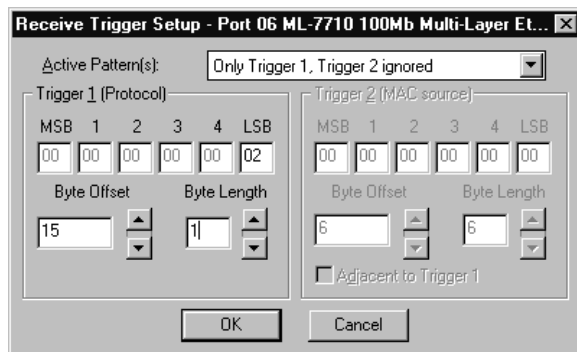 Receive Trigger Setup - Port 06 ML-7710 100Mb Multi-Layer Et...
Active Pattern(s): Only Trigger 1, Trigger 2 ignored
Trigger 1 (Protocol) Trigger 2 (MAC source)
MSB 1 2 3 4 LSB MSB 1 2 3 4 LSB
00 00 00 00 00 02 00 00 00 00 00 00
Byte Offset Byte Length Byte Offset Byte Length
15 1 6 6
Adjacent to Trigger 1
OK Cancel